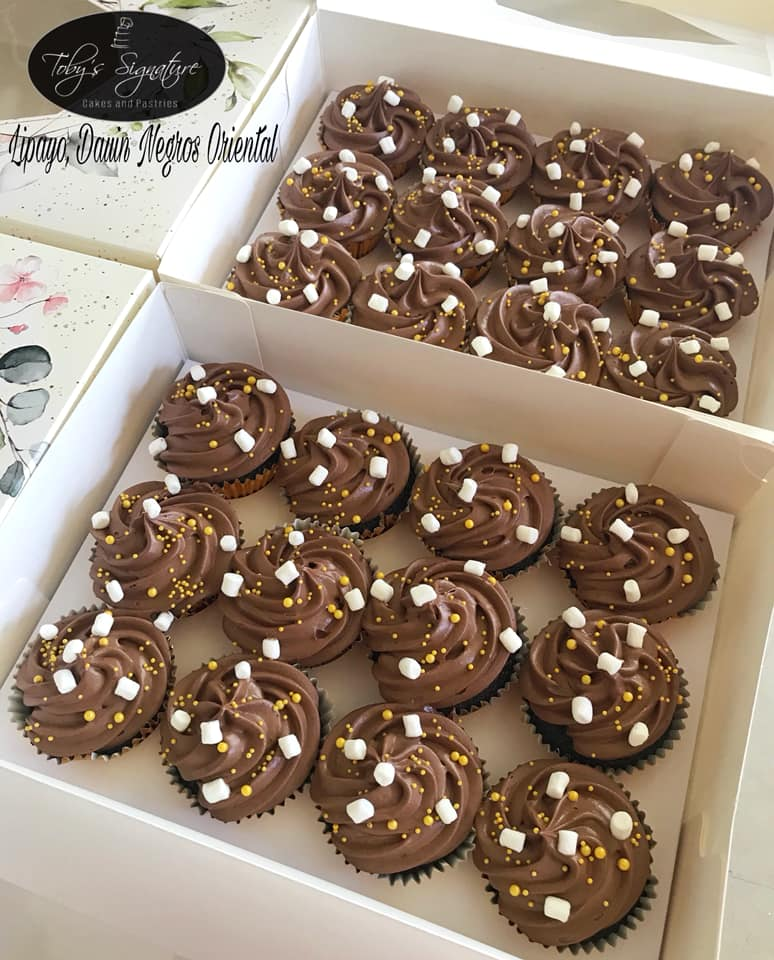 Toby's Signature
Cakes and Pastries
Lipayo, Dauin Negros Oriental